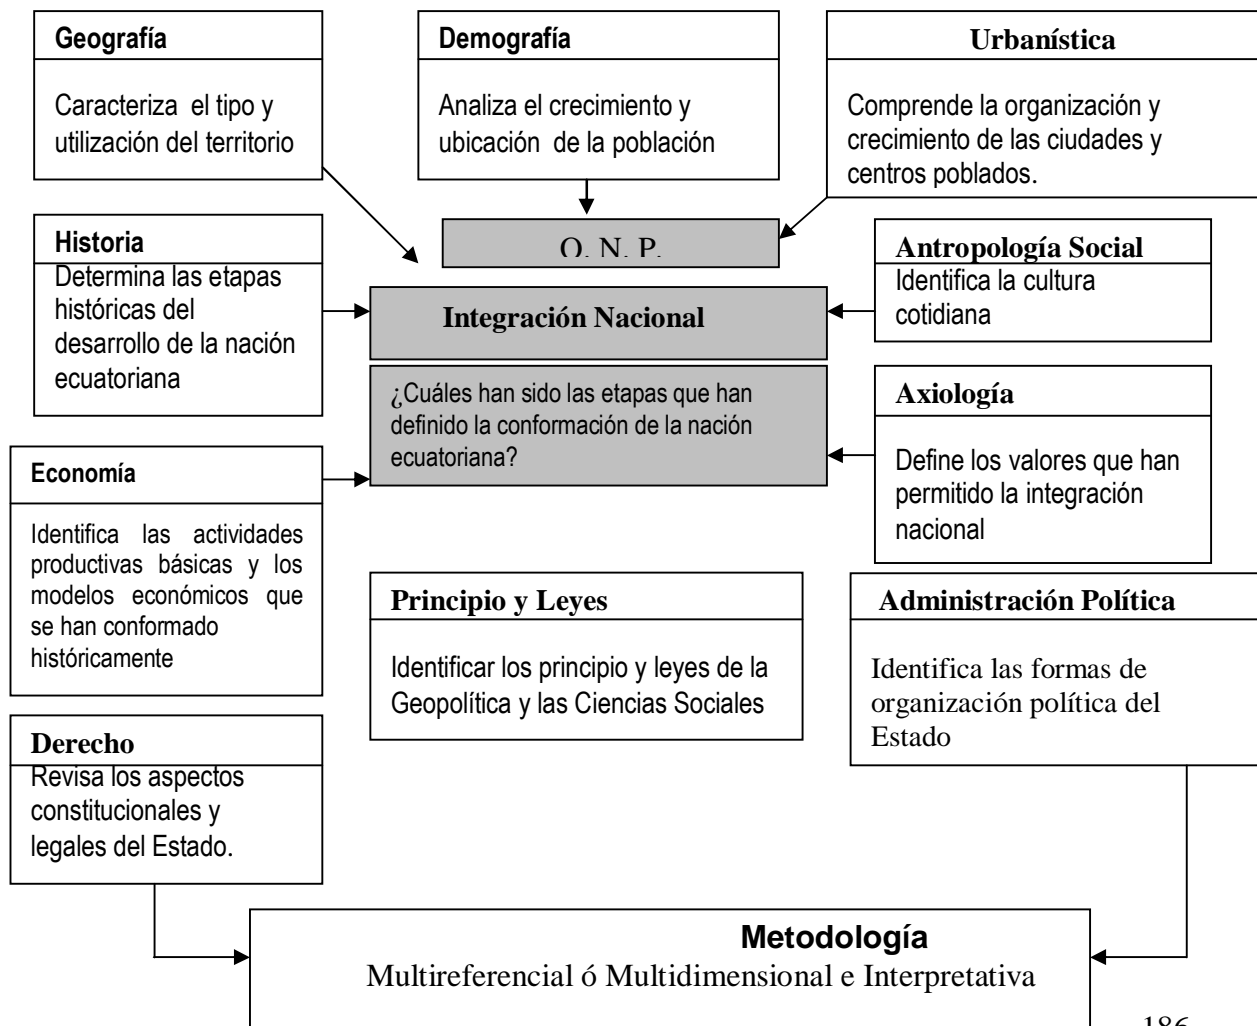 Geografía
Caracteriza el tipo y
utilización del territorio
Demografía
Analiza el crecimiento y
ubicación de la población
Urbanística
Comprende la organización y
crecimiento de las ciudades y
centros poblados.
Historia
Determina las etapas
históricas del
desarrollo de la nación
ecuatoriana
O. N. P.
Integración Nacional
¿Cuáles han sido las etapas que han
definido la conformación de la nación
ecuatoriana?
Antropología Social
Identifica la cultura
cotidiana
Axiología
Define los valores que han
permitido la integración
nacional
Economía
Identifica las actividades
productivas básicas y los
modelos económicos que
se han conformado
históricamente
Principio y Leyes
Identificar los principio y leyes de la
Geopolítica y las Ciencias Sociales
Administración Política
Identifica las formas de
organización política del
Estado
Derecho
Revisa los aspectos
constitucionales y
legales del Estado.
Metodología
Multireferencial ó Multidimensional e Interpretativa
186